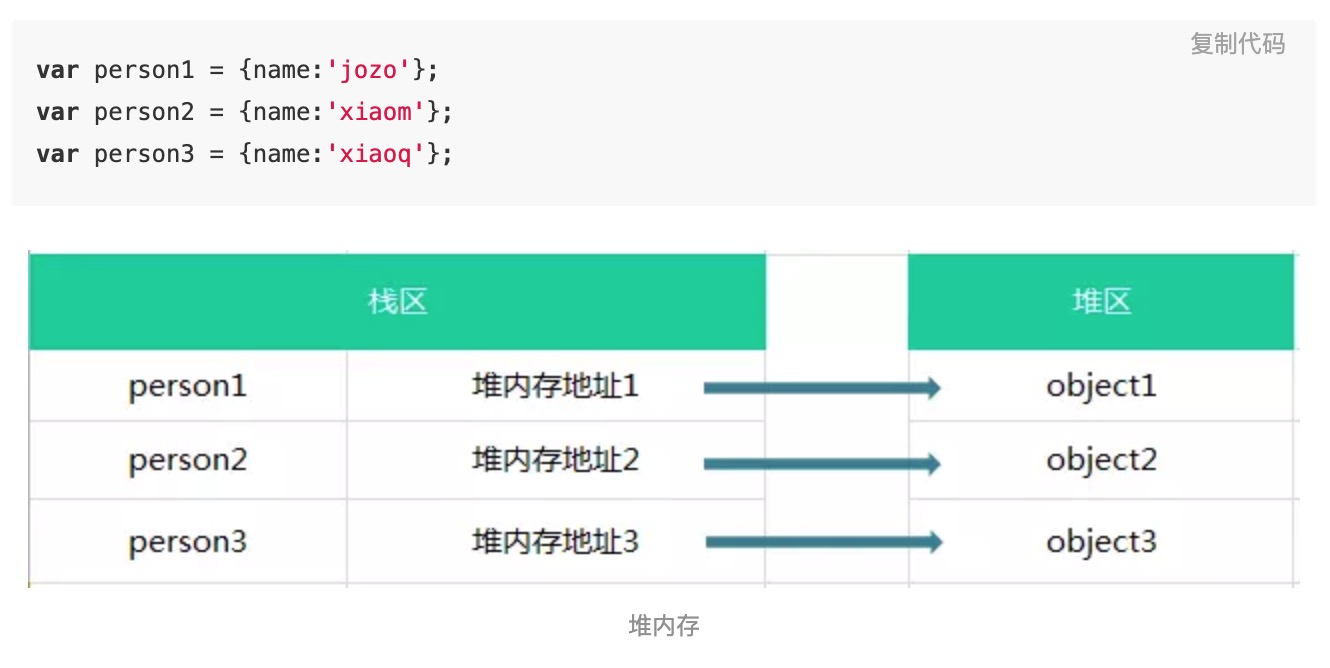 复制代码
var person1 = {name:'jozo'};
var person2 = {name:'xiaom'};
var person3 = {name:'xiaoq'};
栈区 堆区
person1 堆内存地址1 object1
person2 堆内存地址2 object2
person3 堆内存地址3 object3
堆内存